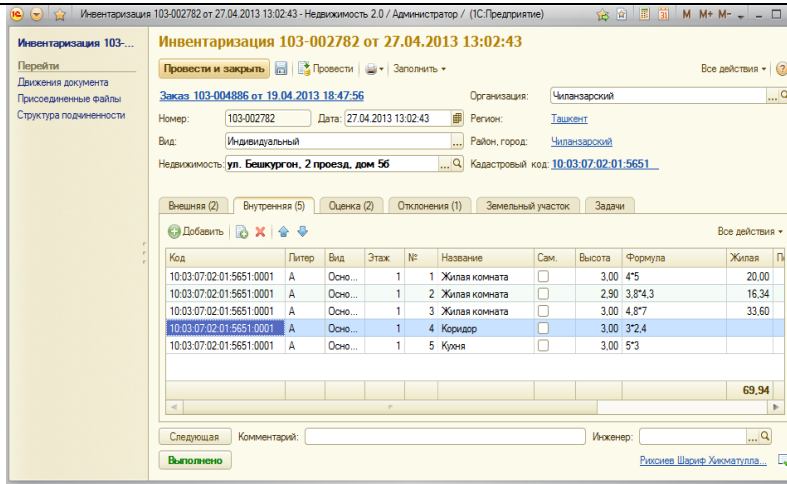 Инвентаризация 103-002782 от 27.04.2013 13:02:43 - Недвижимость 2.0 / Администратор / (1С:Предприятие) M M+ M-
Инвентаризация 103-...
Перейти
Движения документа
Присоединенные файлы
Структура подчиненности
Инвентаризация 103-002782 от 27.04.2013 13:02:43
Провести и закрыть Провести Заполнить Все действия
Заказ 103-004886 от 19.04.2013 18:47:56 Организация: Чиланзарский
Номер: 103-002782 Дата: 27.04.2013 13:02:43 Регион: Ташкент
Вид: Индивидуальный ... Район, город: Чиланзарский
Недвижимость: ул. Бешкургон, 2 проезд, дом 5б ... Кадастровый код: 10:03:07:02:01:5651
Внешняя (2) Внутренняя (5) Оценка (2) Отклонения (1) Земельный участок Задачи
Добавить Все действия
Код Литер Вид Этаж № Название Сам. Высота Формула Жилая
10:03:07:02:01:5651:0001 А Осно... 1 1 Жилая комната 3,00 4*5 20,00
10:03:07:02:01:5651:0001 А Осно... 1 2 Жилая комната 2,90 3,8*4,3 16,34
10:03:07:02:01:5651:0001 А Осно... 1 3 Жилая комната 3,00 4,8*7 33,60
10:03:07:02:01:5651:0001 А Осно... 1 4 Коридор 3,00 3*2,4
10:03:07:02:01:5651:0001 А Осно... 1 5 Кухня 3,00 5*3
69,94
Следующая Комментарий: Инженер: ...
Выполнено Рихсиев Шариф Хикматулла...